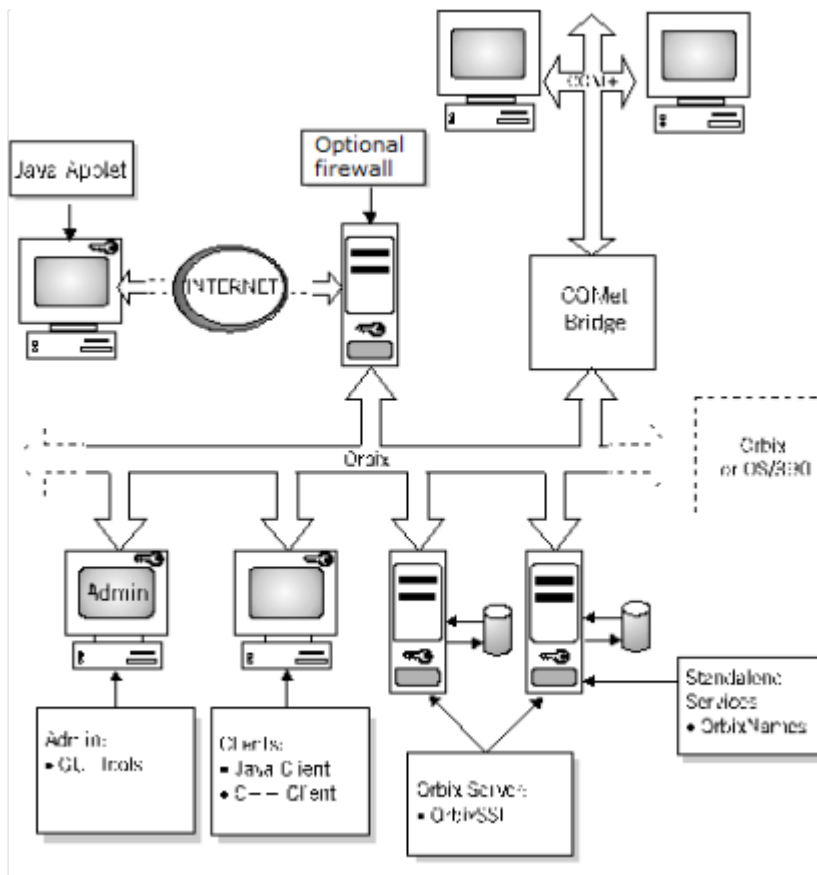 COM+
Optional
firewall
Java Applet
INTERNET
COMet
Bridge
Orbix
Orbix
or OS/390
Admin
Standalone
Services
• OrbixNames
Admin:
• GUI Tools
Clients:
• Java Client
• C++ Client
Orbix Server:
• OrbixSSL